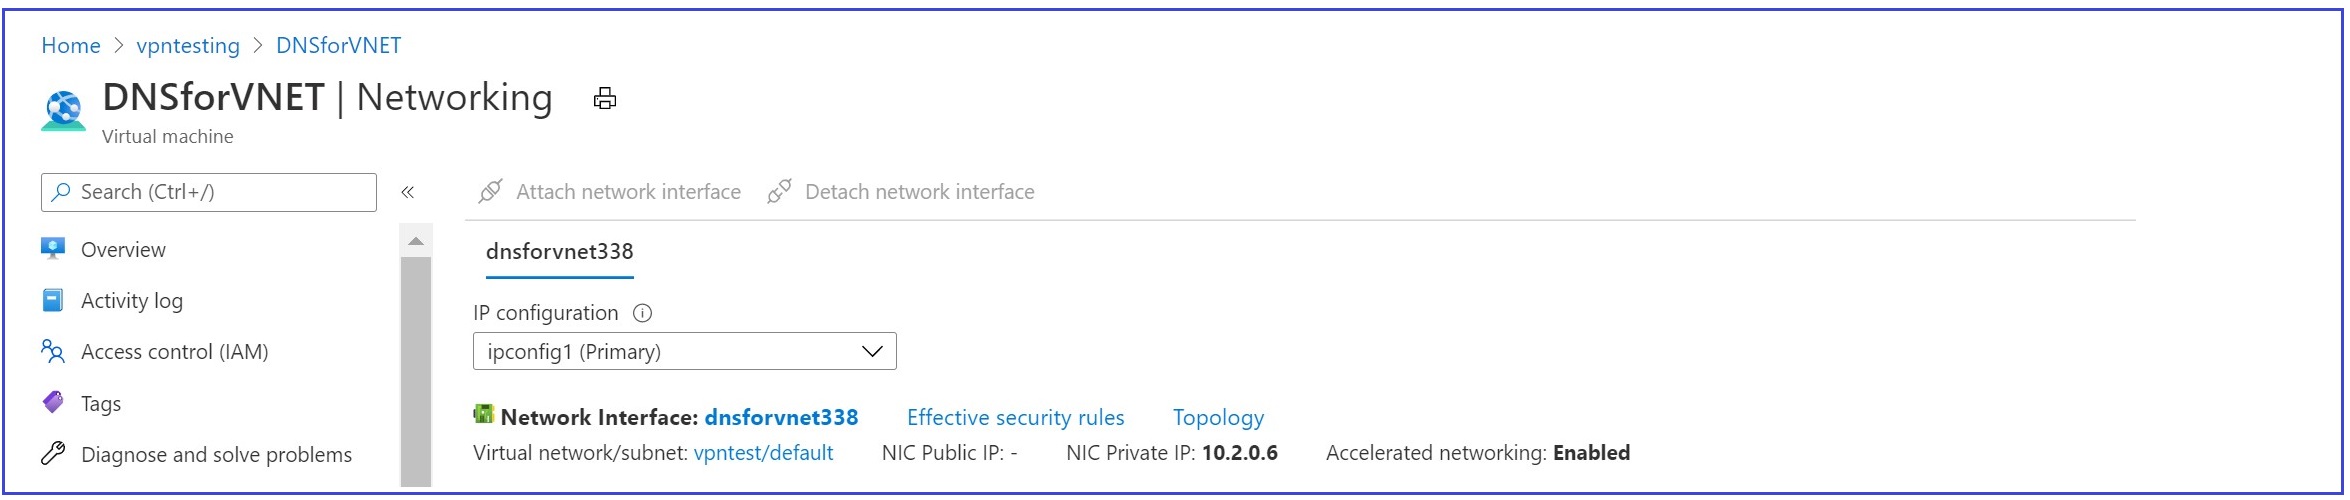 Home > vpntesting > DNSforVNET
DNSforVNET | Networking
Virtual machine
Search (Ctrl+/)
«
Attach network interface
Detach network interface
Overview
Activity log
Access control (IAM)
Tags
Diagnose and solve problems
dnsforvnet338
IP configuration
ipconfig1 (Primary)
Network Interface: dnsforvnet338 Effective security rules Topology
Virtual network/subnet: vpntest/default NIC Public IP: - NIC Private IP: 10.2.0.6 Accelerated networking: Enabled